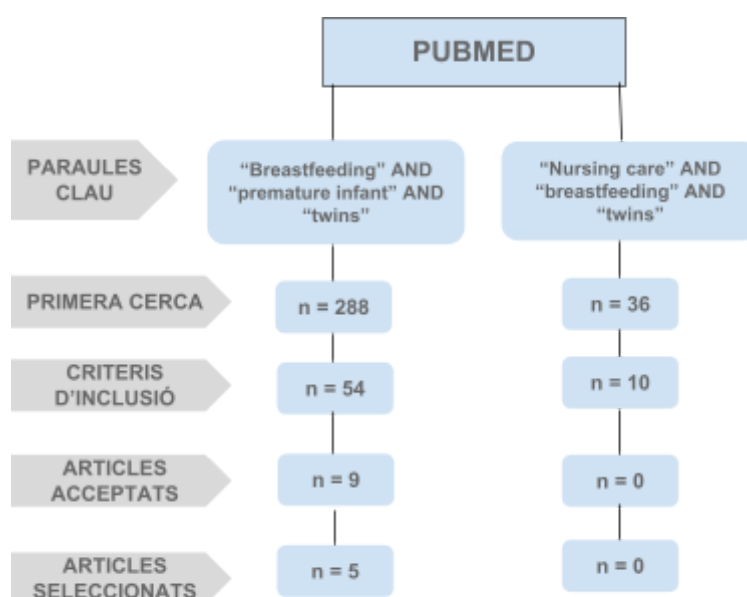 PUBMED
PARAULES
CLAU
“Breastfeeding” AND
“premature infant” AND
“twins”
“Nursing care” AND
“breastfeeding” AND
“twins”
PRIMERA CERCA
n = 288
n = 36
CRITERIS
D’INCLUSIÓ
n = 54
n = 10
ARTICLES
ACCEPTATS
n = 9
n = 0
ARTICLES
SELECCIONATS
n = 5
n = 0